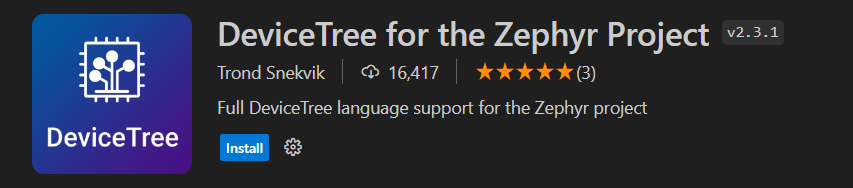 DeviceTree for the Zephyr Project v2.3.1
Trond Snekvik 16,417 (3)
Full DeviceTree language support for the Zephyr project
DeviceTree
Install